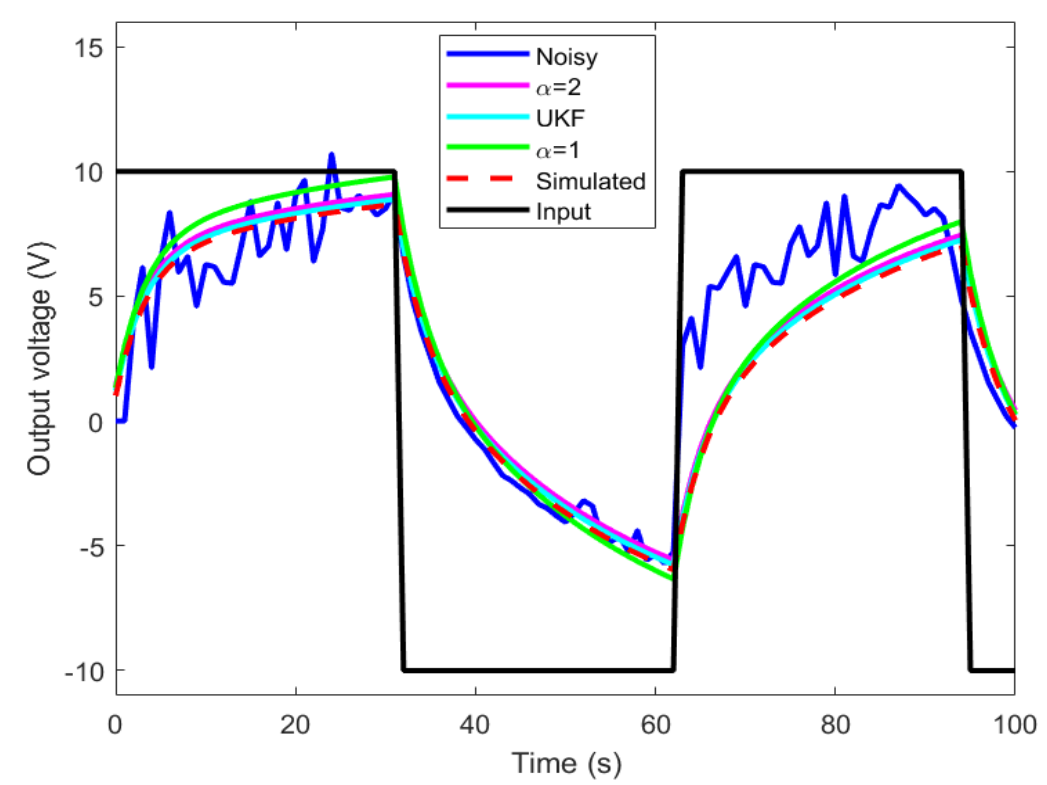 15
10
5
0
-5
-10
Output voltage (V)
Noisy
α=2
UKF
α=1
Simulated
Input
0 20 40 60 80 100
Time (s)